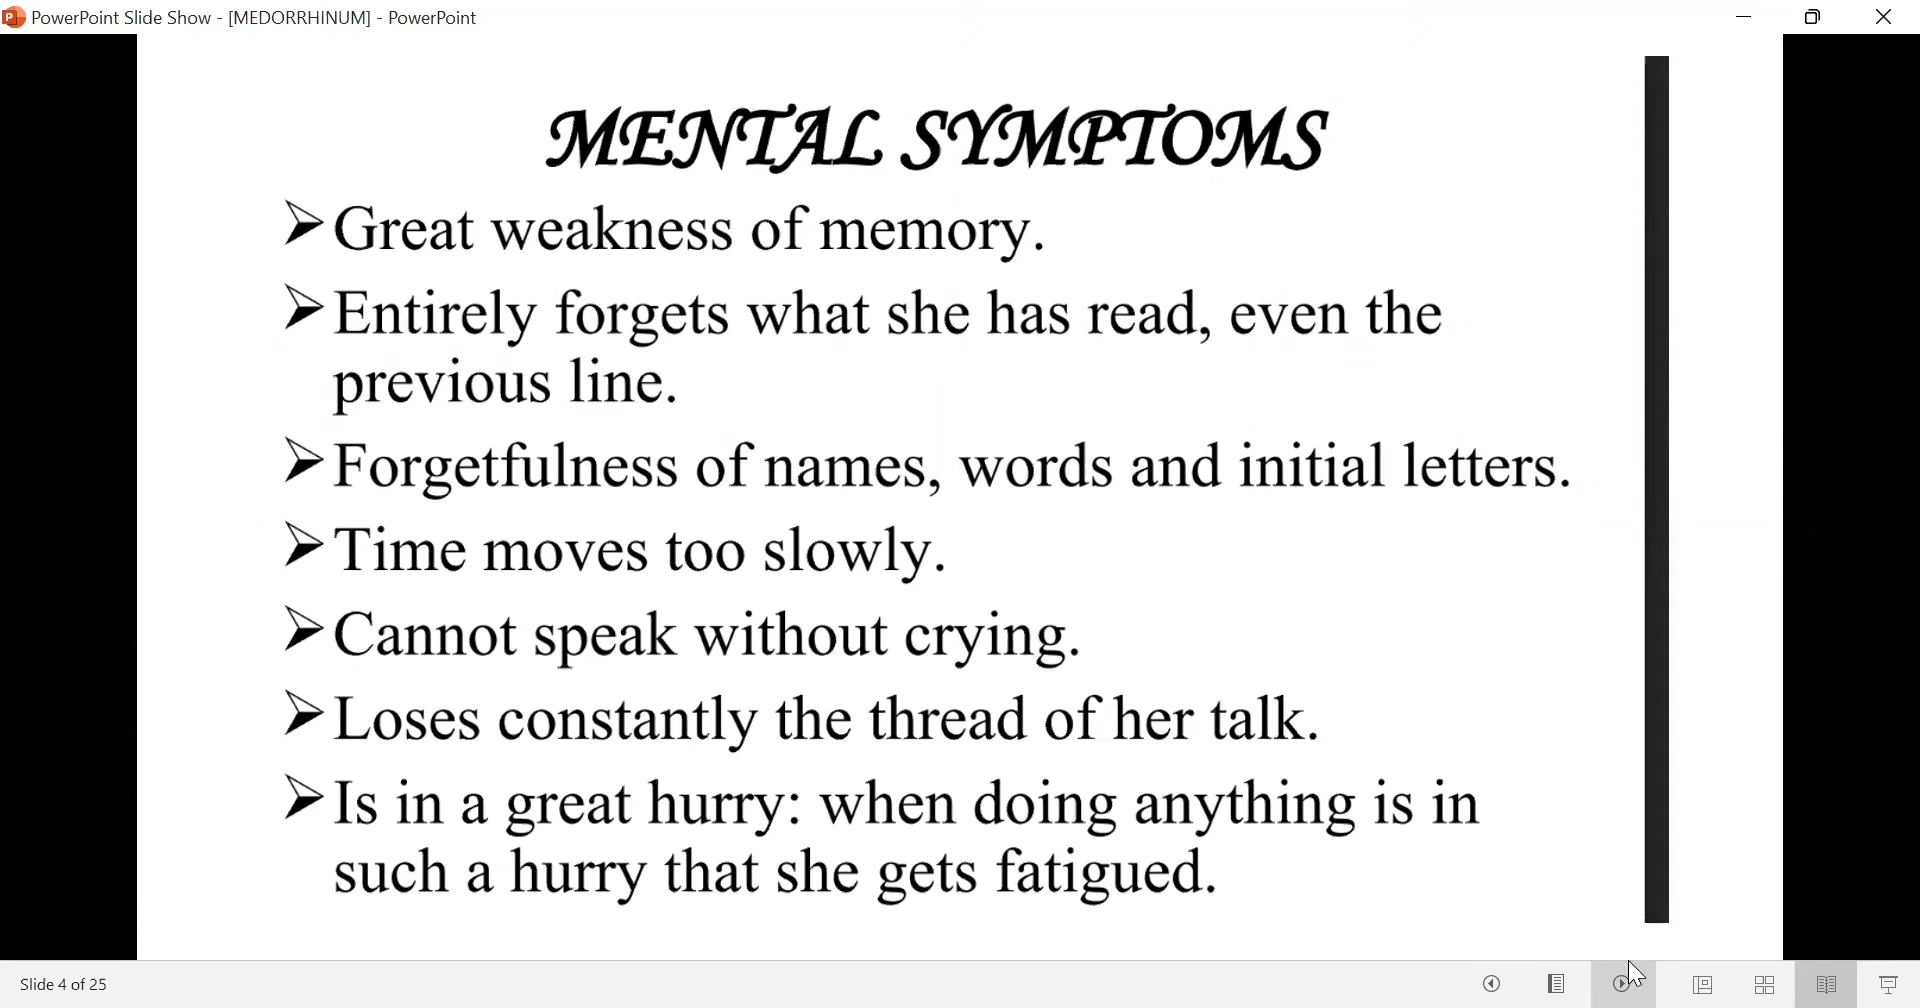 PowerPoint Slide Show - [MEDORRHINUM] - PowerPoint
MENTAL SYMPTOMS
➢Great weakness of memory.
➢Entirely forgets what she has read, even the
previous line.
➢Forgetfulness of names, words and initial letters.
➢Time moves too slowly.
➢Cannot speak without crying.
➢Loses constantly the thread of her talk.
➢Is in a great hurry: when doing anything is in
such a hurry that she gets fatigued.
Slide 4 of 25